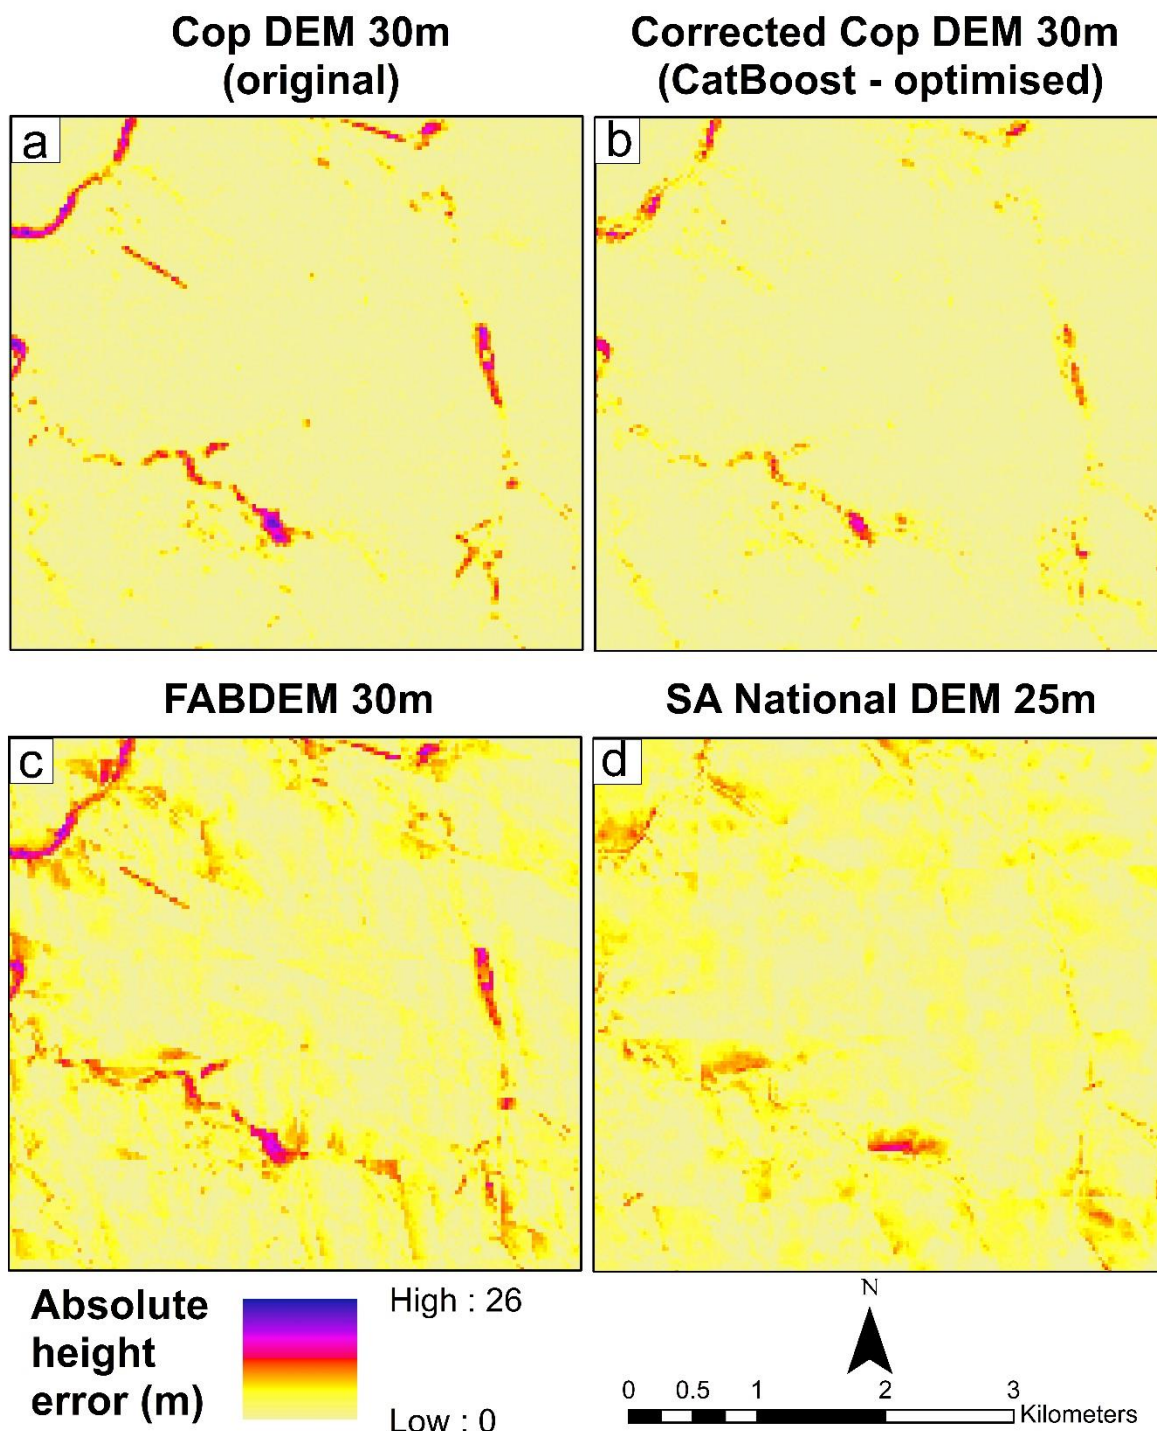 Cop DEM 30m
(original)
Corrected Cop DEM 30m
(CatBoost - optimised)
a
b
FABDEM 30m
SA National DEM 25m
c
d
Absolute
height
error (m)
High : 26
Low : 0
N
0 0.5 1 2 3
Kilometers